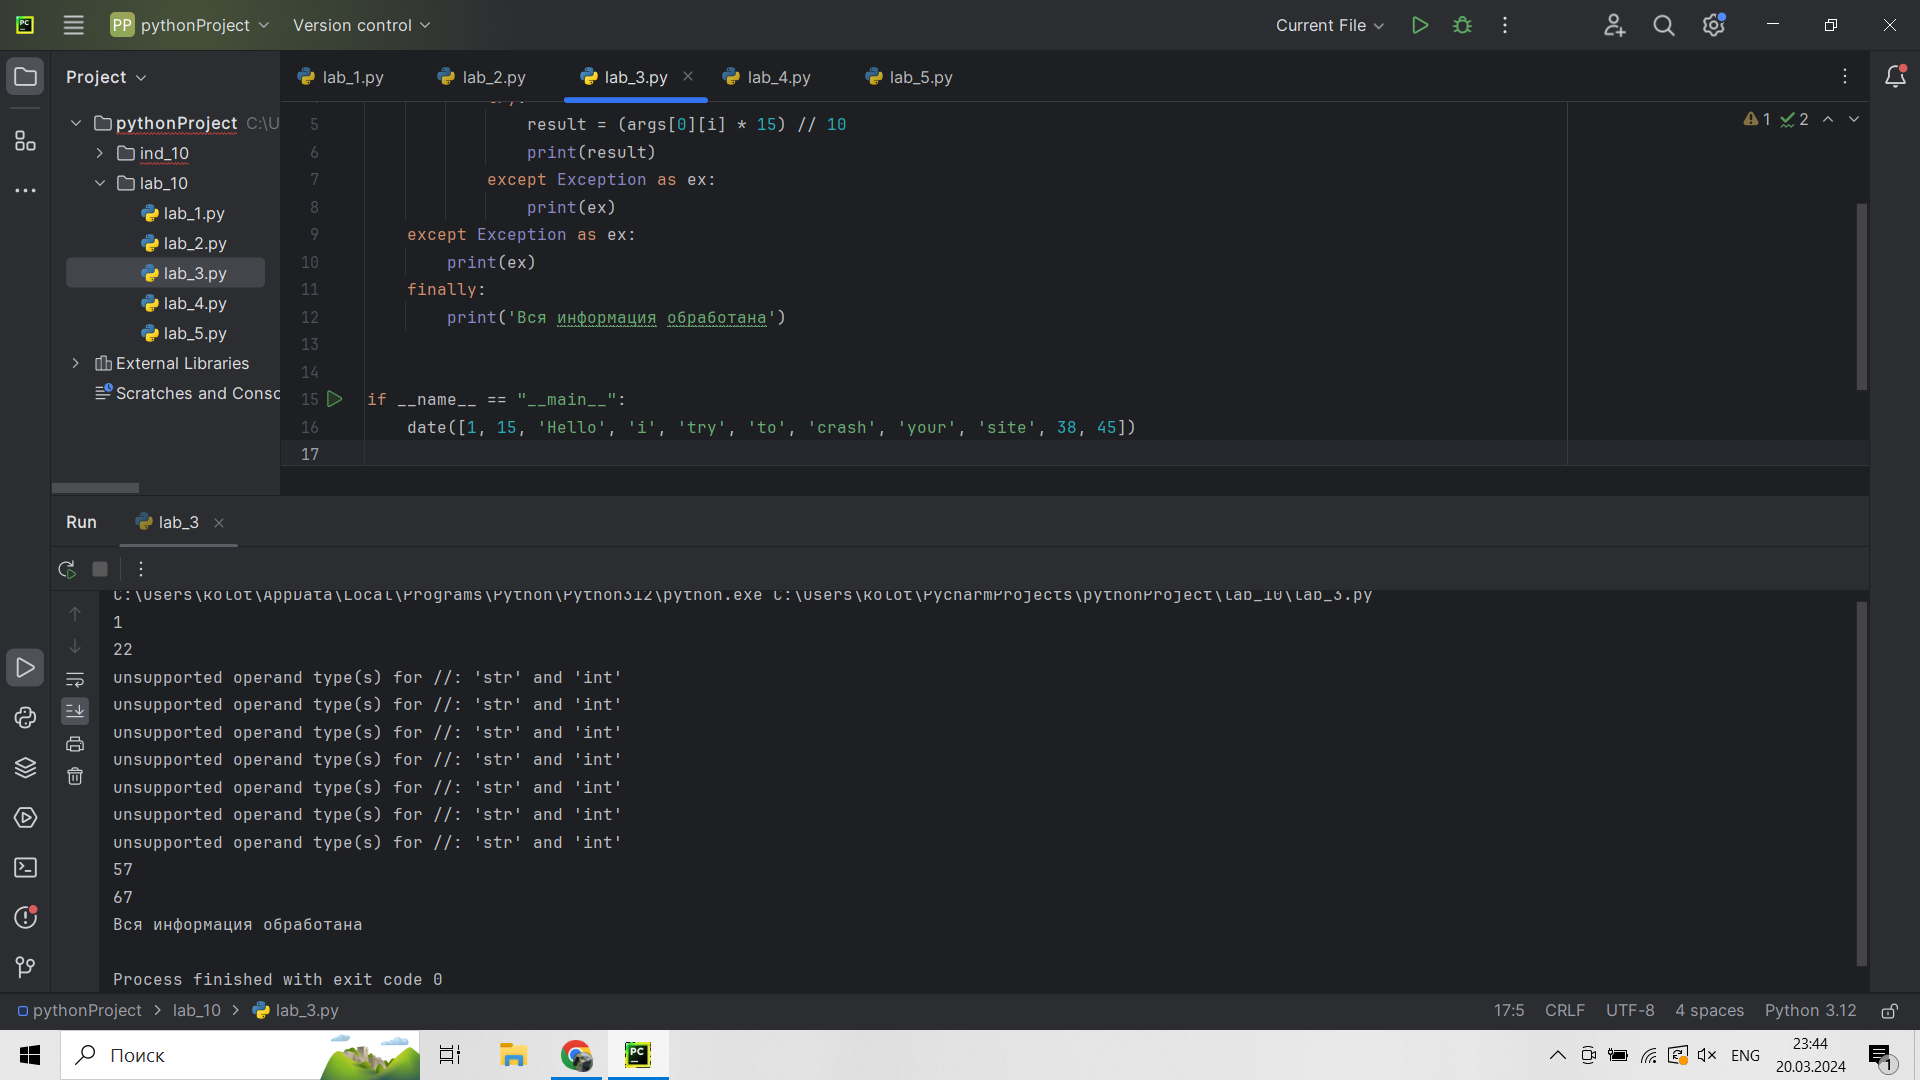 PP pythonProject Version control Current File
Project
lab_1.py lab_2.py lab_3.py lab_4.py lab_5.py
pythonProject C:\U
ind_10
lab_10
lab_1.py
lab_2.py
lab_3.py
lab_4.py
lab_5.py
External Libraries
Scratches and Consc
5 result = (args[0][i] * 15) // 10
6 print(result)
7 except Exception as ex:
8 print(ex)
9 except Exception as ex:
10 print(ex)
11 finally:
12 print('Вся информация обработана')
13
14
15 if __name__ == "__main__":
16 date([1, 15, 'Hello', 'i', 'try', 'to', 'crash', 'your', 'site', 38, 45])
17
1 2
Run lab_3
C:\Users\kolot\AppData\Local\Programs\Python\Python312\python.exe C:\Users\kolot\PycharmProjects\pythonProject\lab_10\lab_3.py
1
22
unsupported operand type(s) for //: 'str' and 'int'
unsupported operand type(s) for //: 'str' and 'int'
unsupported operand type(s) for //: 'str' and 'int'
unsupported operand type(s) for //: 'str' and 'int'
unsupported operand type(s) for //: 'str' and 'int'
unsupported operand type(s) for //: 'str' and 'int'
unsupported operand type(s) for //: 'str' and 'int'
57
67
Вся информация обработана
Process finished with exit code 0
pythonProject > lab_10 > lab_3.py 17:5 CRLF UTF-8 4 spaces Python 3.12
Поиск PC ENG 23:44
20.03.2024
1